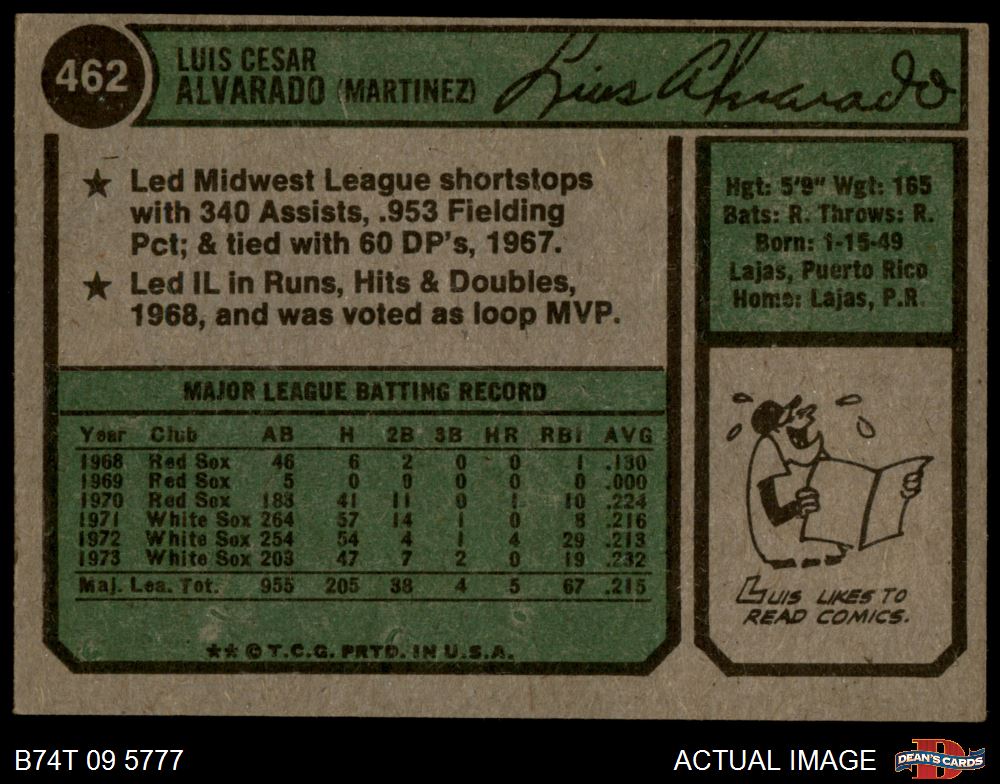 462
LUIS CESAR
ALVARADO (MARTINEZ)
Luis Alvarado
★ Led Midwest League shortstops
with 340 Assists, .953 Fielding
Pct; & tied with 60 DP's, 1967.
★ Led IL in Runs, Hits & Doubles,
1968, and was voted as loop MVP.
Hgt: 5'9" Wgt: 165
Bats: R. Throws: R.
Born: 1-15-49
Lajas, Puerto Rico
Home: Lajas, P.R.
MAJOR LEAGUE BATTING RECORD
Year Club AB H 2B 3B HR RBI AVG
1968 Red Sox 46 6 2 0 0 1 .130
1969 Red Sox 5 0 0 0 0 0 .000
1970 Red Sox 183 41 11 0 1 10 .224
1971 White Sox 264 57 14 1 0 8 .216
1972 White Sox 254 54 4 1 4 29 .213
1973 White Sox 203 47 7 2 0 19 .232
Maj. Lea. Tot. 955 205 38 4 5 67 .215
★★ © T.C.G. PRTD. IN U.S.A.
LUIS LIKES TO
READ COMICS.
B74T 09 5777
ACTUAL IMAGE
DEAN'S CARDS